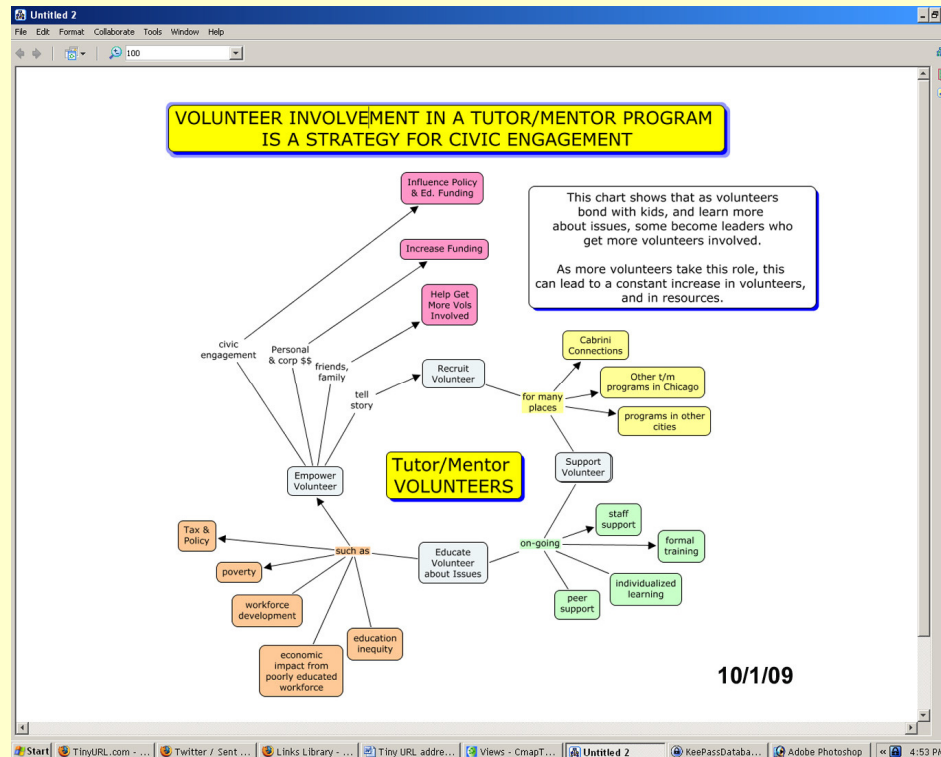 Untitled 2
File Edit Format Collaborate Tools Window Help
100
VOLUNTEER INVOLVEMENT IN A TUTOR/MENTOR PROGRAM
IS A STRATEGY FOR CIVIC ENGAGEMENT
Influence Policy
& Ed. Funding
This chart shows that as volunteers
bond with kids, and learn more
about issues, some become leaders who
get more volunteers involved.
As more volunteers take this role, this
can lead to a constant increase in volunteers,
and in resources.
Increase Funding
Help Get
More Vols
Involved
civic
engagement
Personal
& corp $$
friends,
family
tell
story
Recruit
Volunteer
for many
places
Cabrini
Connections
Other t/m
programs in Chicago
programs in other
cities
Empower
Volunteer
Tutor/Mentor
VOLUNTEERS
Support
Volunteer
staff
support
on-going
formal
training
individualized
learning
peer
support
Educate
Volunteer
about Issues
such as
Tax &
Policy
poverty
workforce
development
economic
impact from
poorly educated
workforce
education
inequity
10/1/09
Start TinyURL.com - ... Twitter / Sent ... Links Library - ... Tiny URL addre... Views - CmapT... Untitled 2 KeePassDataba... Adobe Photoshop « 4:53 PM